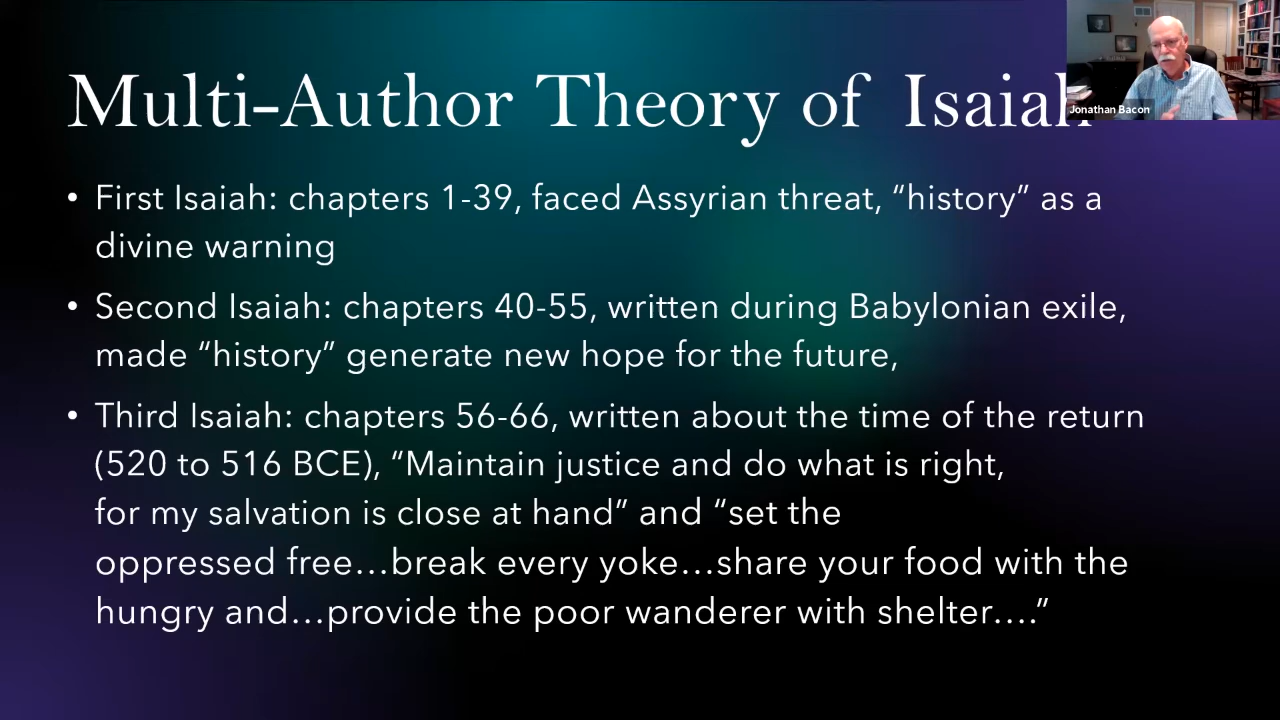 Multi-Author Theory of Isaiah
Jonathan Bacon
• First Isaiah: chapters 1-39, faced Assyrian threat, “history” as a
divine warning
• Second Isaiah: chapters 40-55, written during Babylonian exile,
made “history” generate new hope for the future,
• Third Isaiah: chapters 56-66, written about the time of the return
(520 to 516 BCE), “Maintain justice and do what is right,
for my salvation is close at hand” and “set the
oppressed free…break every yoke…share your food with the
hungry and…provide the poor wanderer with shelter….”